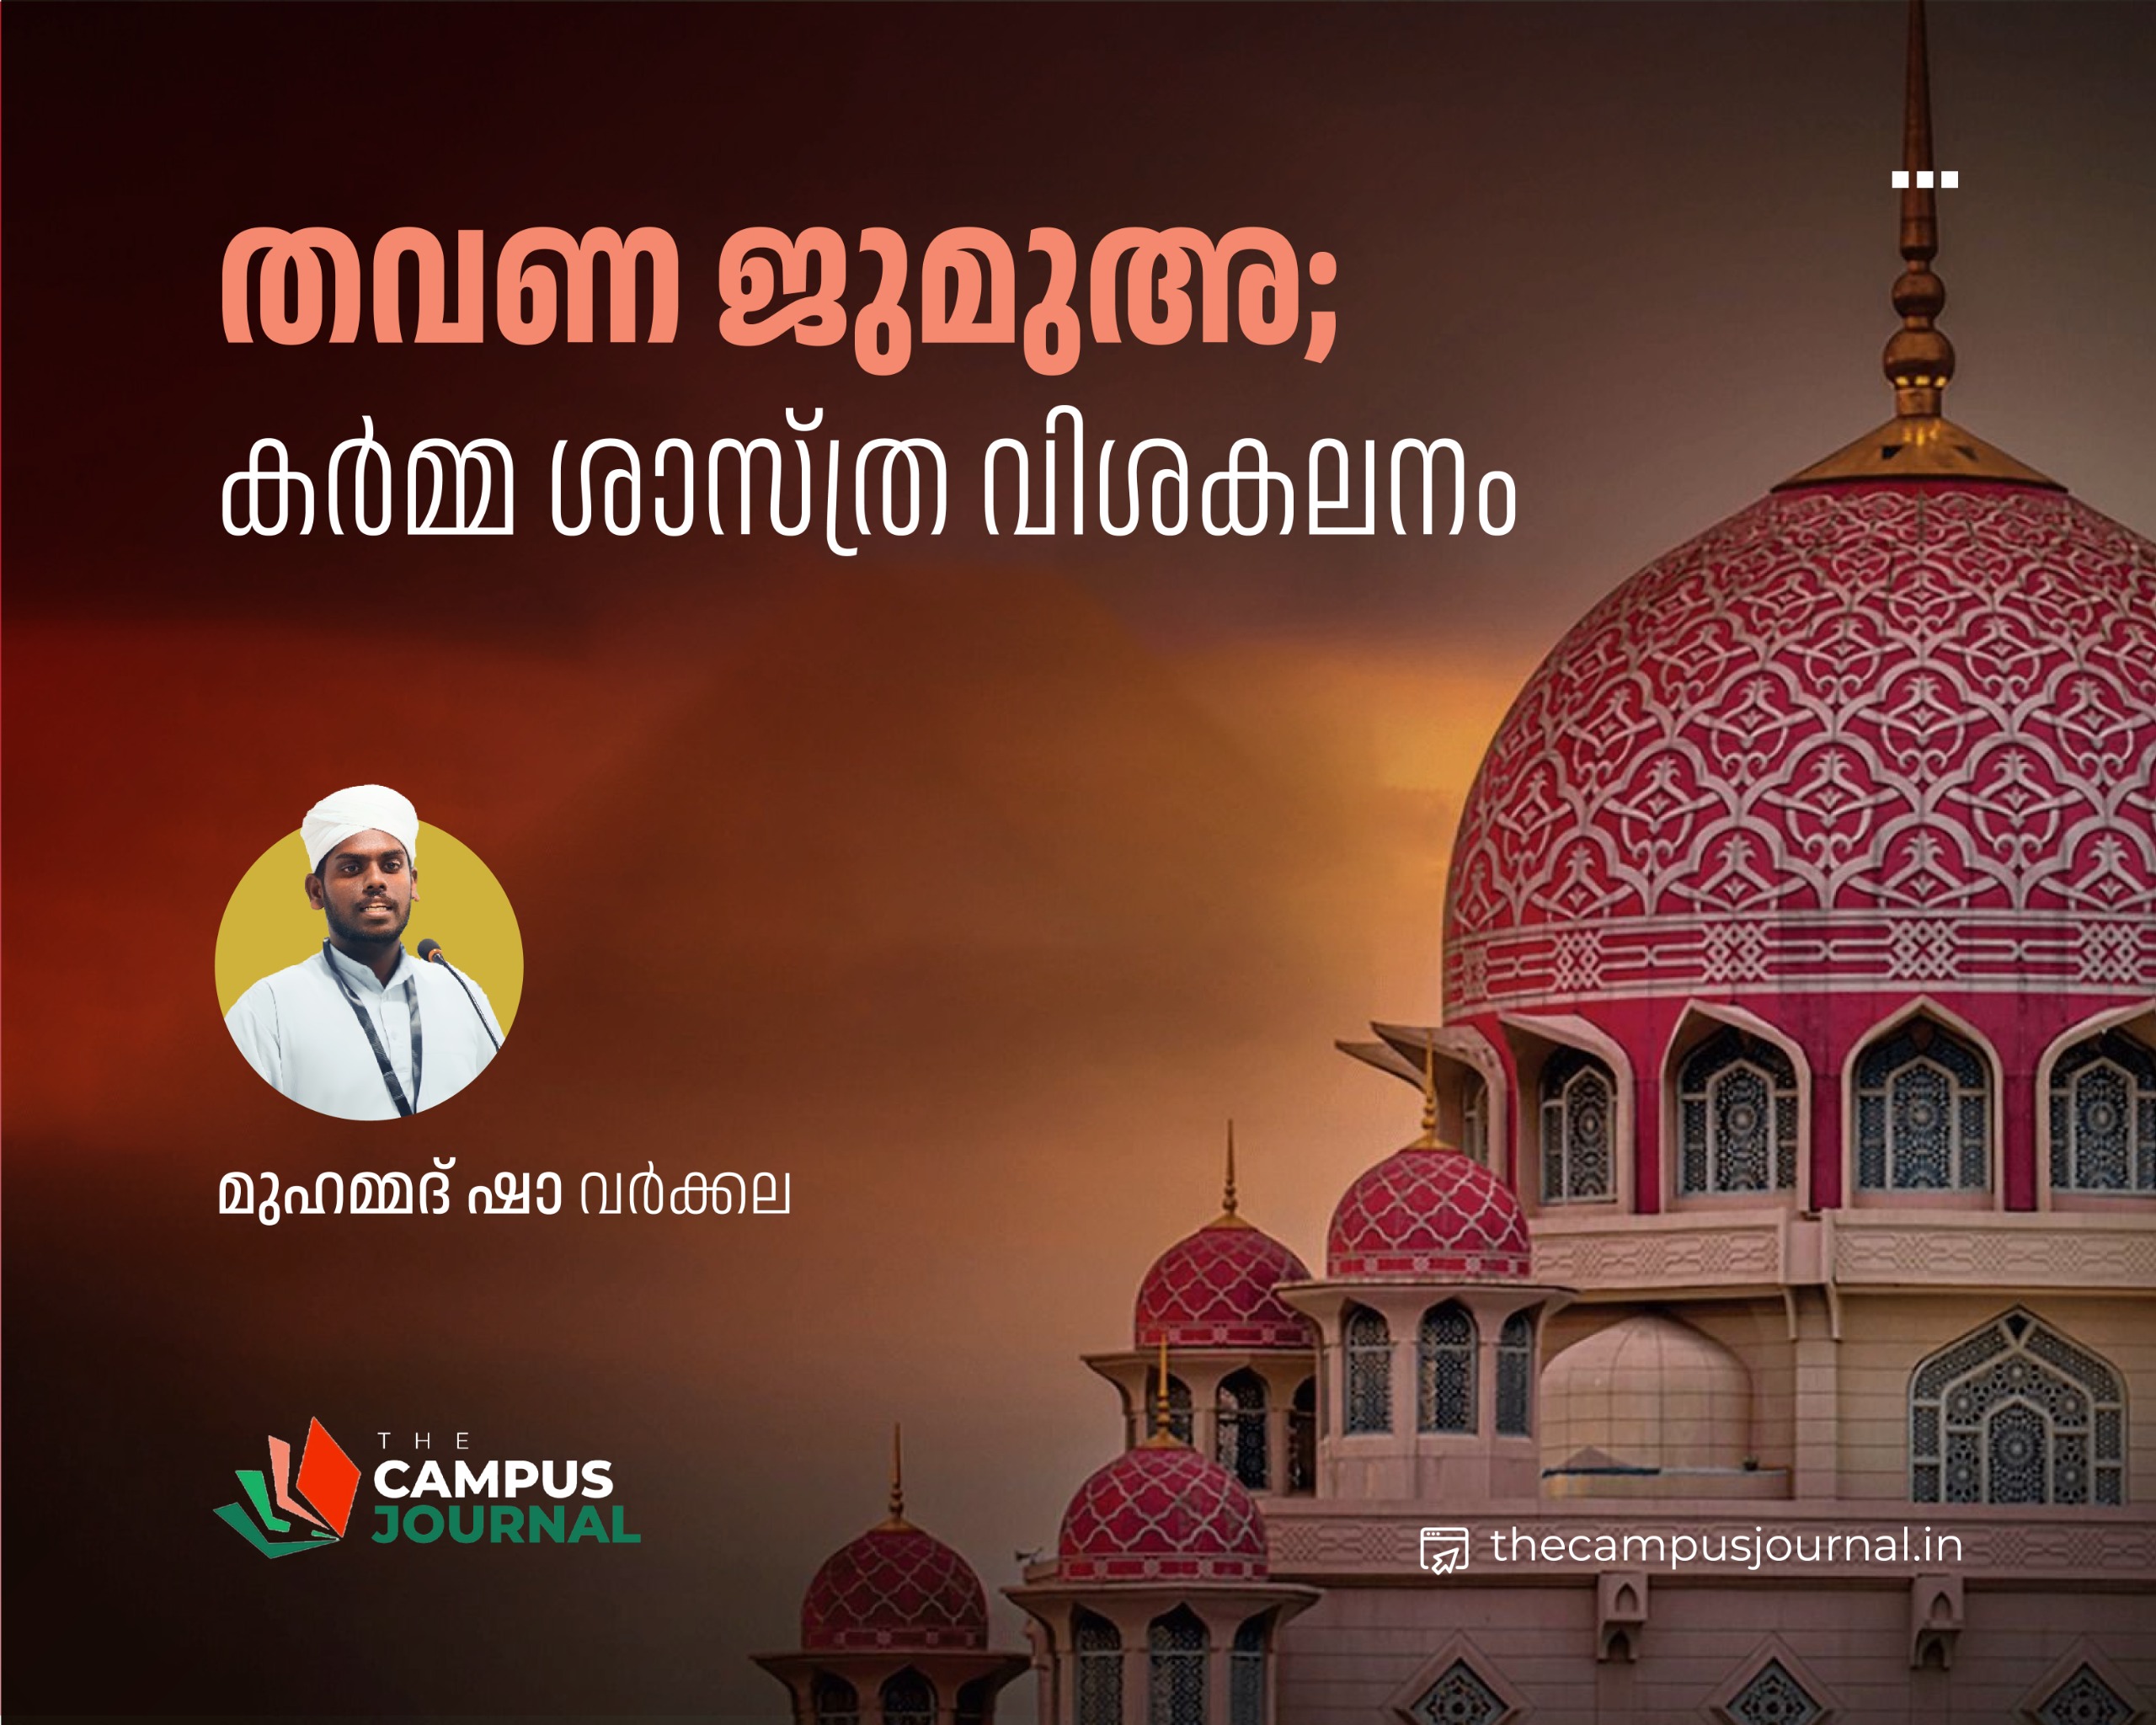 തവണ ജുമുഅ;
കർമ്മ ശാസ്ത്ര വിശകലനം
മുഹമ്മദ് ഷാ വർക്കല
THE
CAMPUS
JOURNAL
thecampusjournal.in